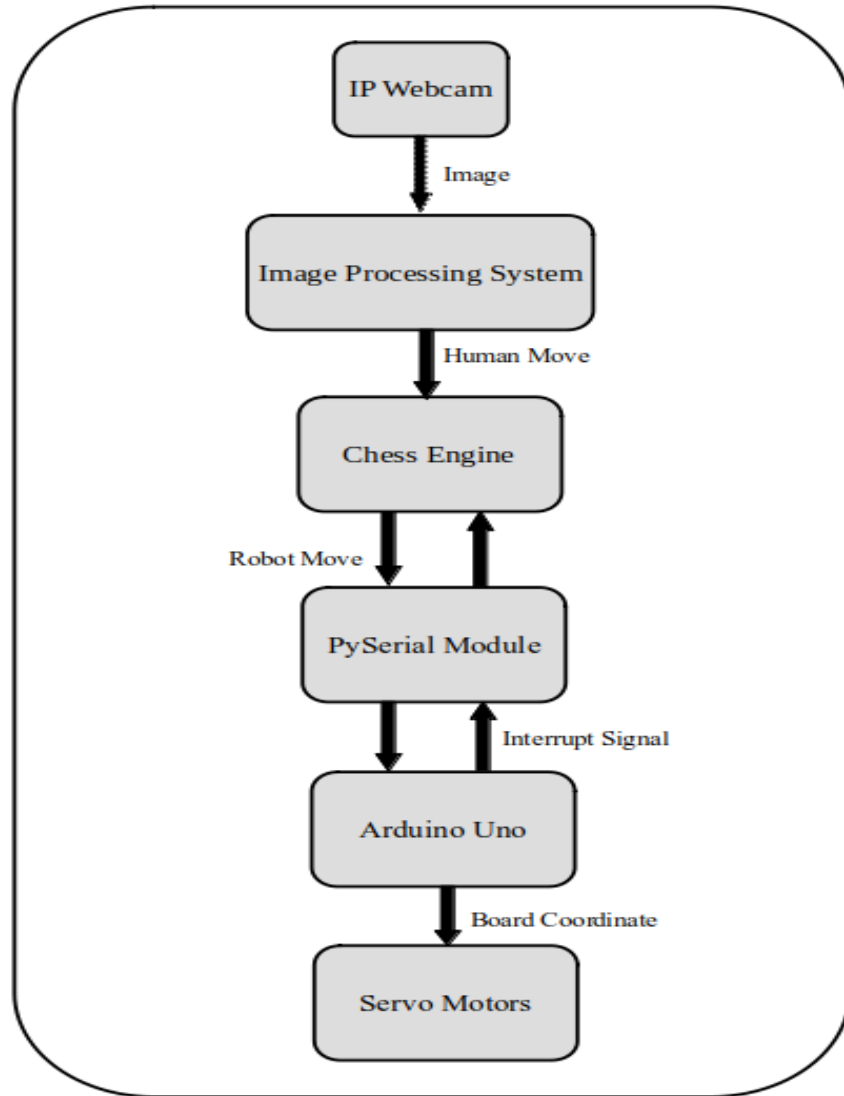 IP Webcam
Image
Image Processing System
Human Move
Chess Engine
Robot Move
PySerial Module
Interrupt Signal
Arduino Uno
Board Coordinate
Servo Motors